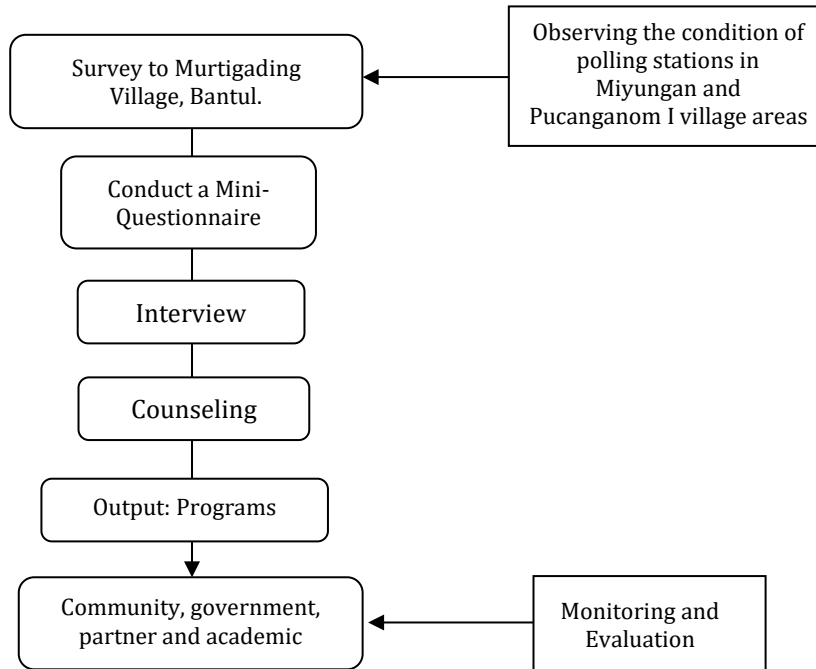 Survey to Murtigading
Village, Bantul.
Observing the condition of
polling stations in
Miyungan and
Pucanganom I village areas
Conduct a Mini-
Questionnaire
Interview
Counseling
Output: Programs
Community, government,
partner and academic
Monitoring and
Evaluation